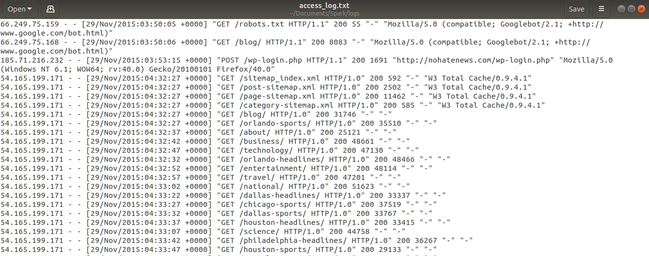 Open
access_log.txt
~/Documents/Spark/logs
Save
66.249.75.159 - - [29/Nov/2015:03:50:05 +0000] "GET /robots.txt HTTP/1.1" 200 55 "-" "Mozilla/5.0 (compatible; Googlebot/2.1; +http://
www.google.com/bot.html)"
66.249.75.168 - - [29/Nov/2015:03:50:06 +0000] "GET /blog/ HTTP/1.1" 200 8083 "-" "Mozilla/5.0 (compatible; Googlebot/2.1; +http://
www.google.com/bot.html)"
185.71.216.232 - - [29/Nov/2015:03:53:15 +0000] "POST /wp-login.php HTTP/1.1" 200 1691 "http://nohatenews.com/wp-login.php" "Mozilla/5.0
(Windows NT 6.1; WOW64; rv:40.0) Gecko/20100101 Firefox/40.0"
54.165.199.171 - - [29/Nov/2015:04:32:27 +0000] "GET /sitemap_index.xml HTTP/1.0" 200 592 "-" "W3 Total Cache/0.9.4.1"
54.165.199.171 - - [29/Nov/2015:04:32:27 +0000] "GET /post-sitemap.xml HTTP/1.0" 200 2502 "-" "W3 Total Cache/0.9.4.1"
54.165.199.171 - - [29/Nov/2015:04:32:27 +0000] "GET /page-sitemap.xml HTTP/1.0" 200 11462 "-" "W3 Total Cache/0.9.4.1"
54.165.199.171 - - [29/Nov/2015:04:32:27 +0000] "GET /category-sitemap.xml HTTP/1.0" 200 585 "-" "W3 Total Cache/0.9.4.1"
54.165.199.171 - - [29/Nov/2015:04:32:27 +0000] "GET /blog/ HTTP/1.0" 200 31746 "-" "-"
54.165.199.171 - - [29/Nov/2015:04:32:27 +0000] "GET /orlando-sports/ HTTP/1.0" 200 35510 "-" "-"
54.165.199.171 - - [29/Nov/2015:04:32:37 +0000] "GET /about/ HTTP/1.0" 200 25121 "-" "-"
54.165.199.171 - - [29/Nov/2015:04:32:42 +0000] "GET /business/ HTTP/1.0" 200 48661 "-" "-"
54.165.199.171 - - [29/Nov/2015:04:32:47 +0000] "GET /technology/ HTTP/1.0" 200 47130 "-" "-"
54.165.199.171 - - [29/Nov/2015:04:32:32 +0000] "GET /orlando-headlines/ HTTP/1.0" 200 48466 "-" "-"
54.165.199.171 - - [29/Nov/2015:04:32:52 +0000] "GET /entertainment/ HTTP/1.0" 200 48114 "-" "-"
54.165.199.171 - - [29/Nov/2015:04:32:57 +0000] "GET /travel/ HTTP/1.0" 200 47201 "-" "-"
54.165.199.171 - - [29/Nov/2015:04:33:02 +0000] "GET /national/ HTTP/1.0" 200 51623 "-" "-"
54.165.199.171 - - [29/Nov/2015:04:33:22 +0000] "GET /dallas-headlines/ HTTP/1.0" 200 33337 "-" "-"
54.165.199.171 - - [29/Nov/2015:04:33:27 +0000] "GET /chicago-sports/ HTTP/1.0" 200 37519 "-" "-"
54.165.199.171 - - [29/Nov/2015:04:33:32 +0000] "GET /dallas-sports/ HTTP/1.0" 200 33767 "-" "-"
54.165.199.171 - - [29/Nov/2015:04:33:37 +0000] "GET /houston-headlines/ HTTP/1.0" 200 33415 "-" "-"
54.165.199.171 - - [29/Nov/2015:04:33:07 +0000] "GET /science/ HTTP/1.0" 200 44758 "-" "-"
54.165.199.171 - - [29/Nov/2015:04:33:42 +0000] "GET /philadelphia-headlines/ HTTP/1.0" 200 36267 "-" "-"
54.165.199.171 - - [29/Nov/2015:04:33:47 +0000] "GET /houston-sports/ HTTP/1.0" 200 29133 "-" "-"